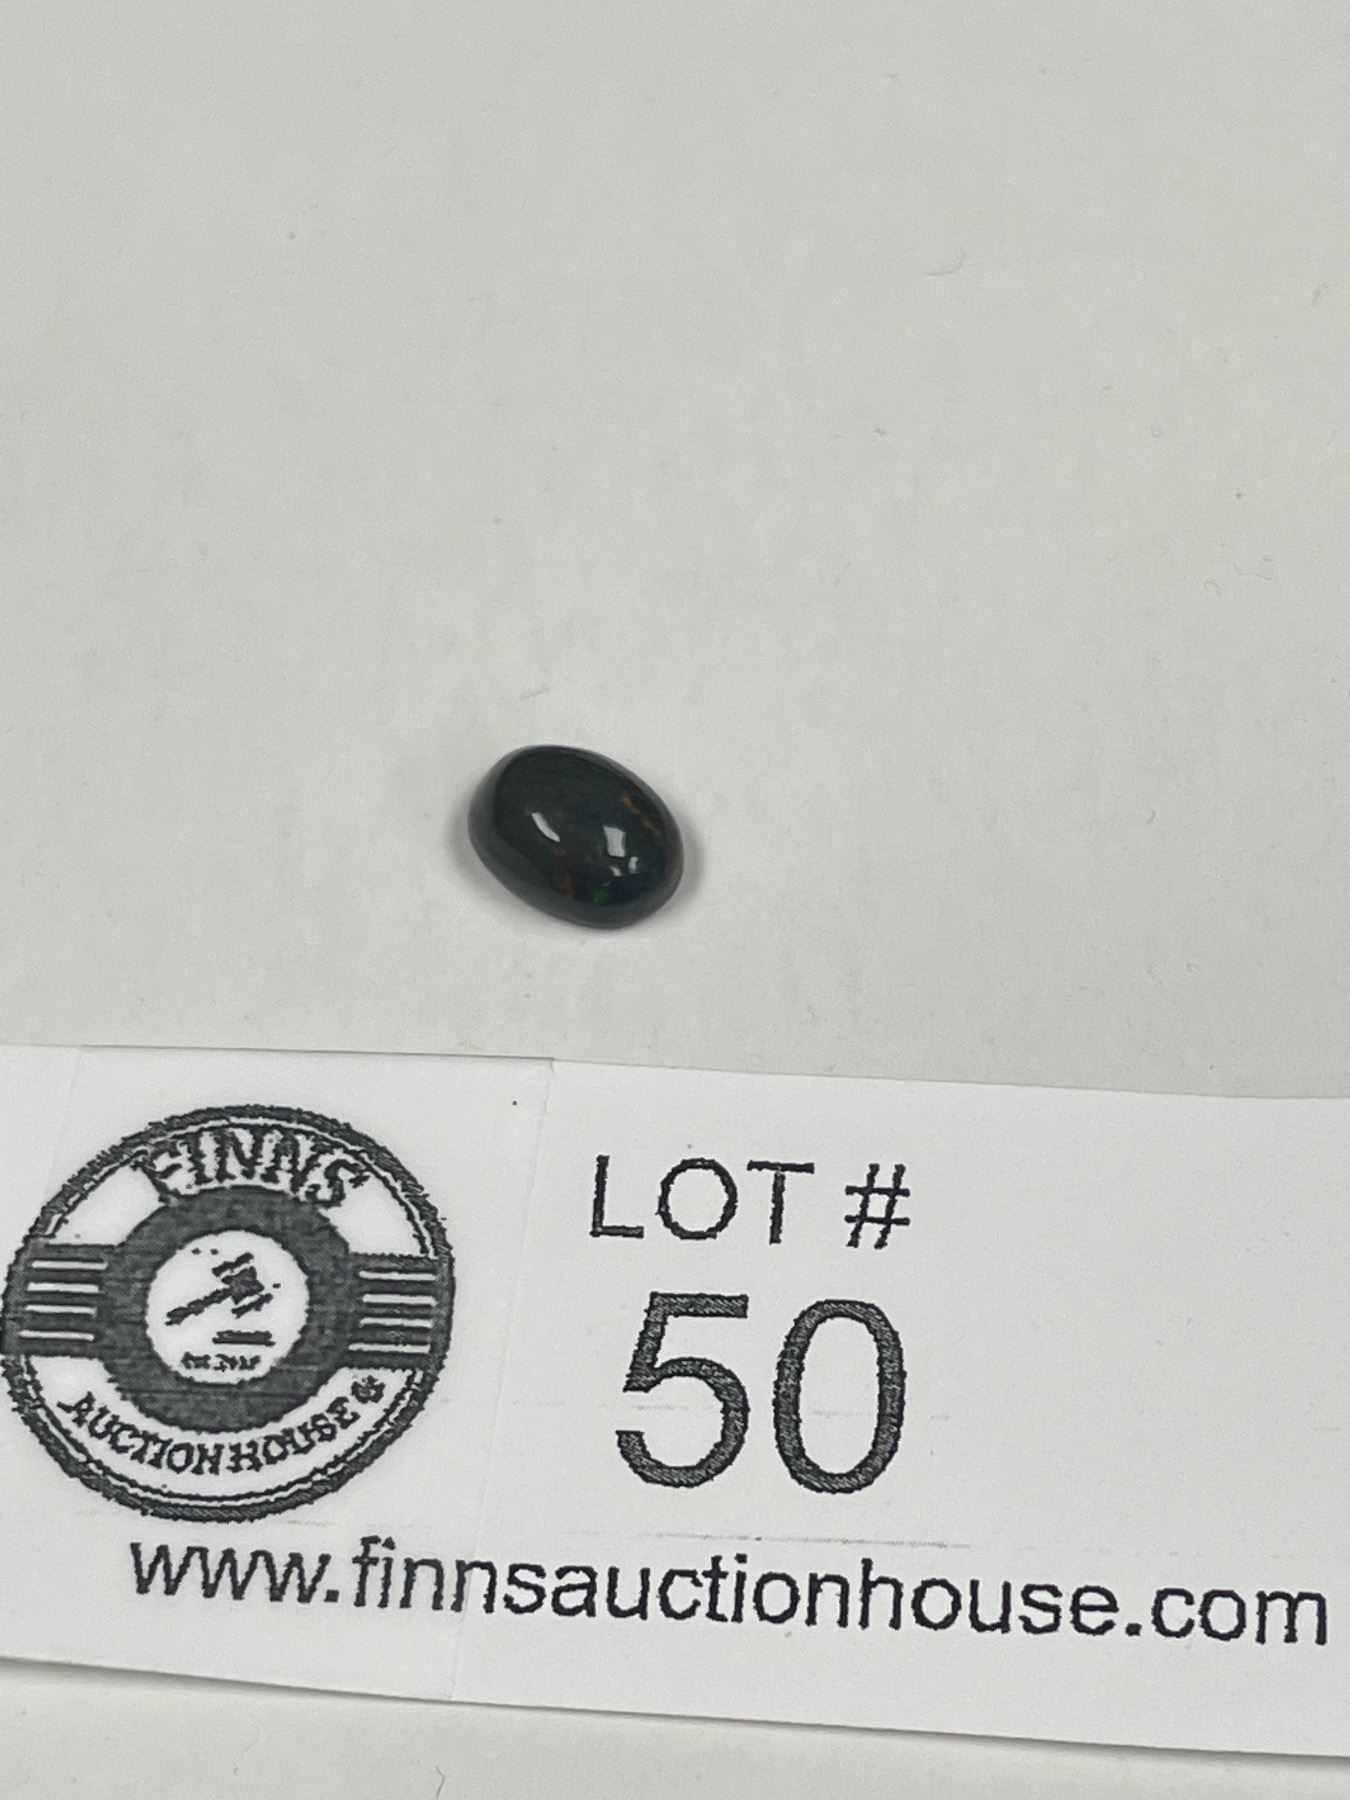 FINNS
AUCTION HOUSE
LOT #
50
www.finnsauctionhouse.com